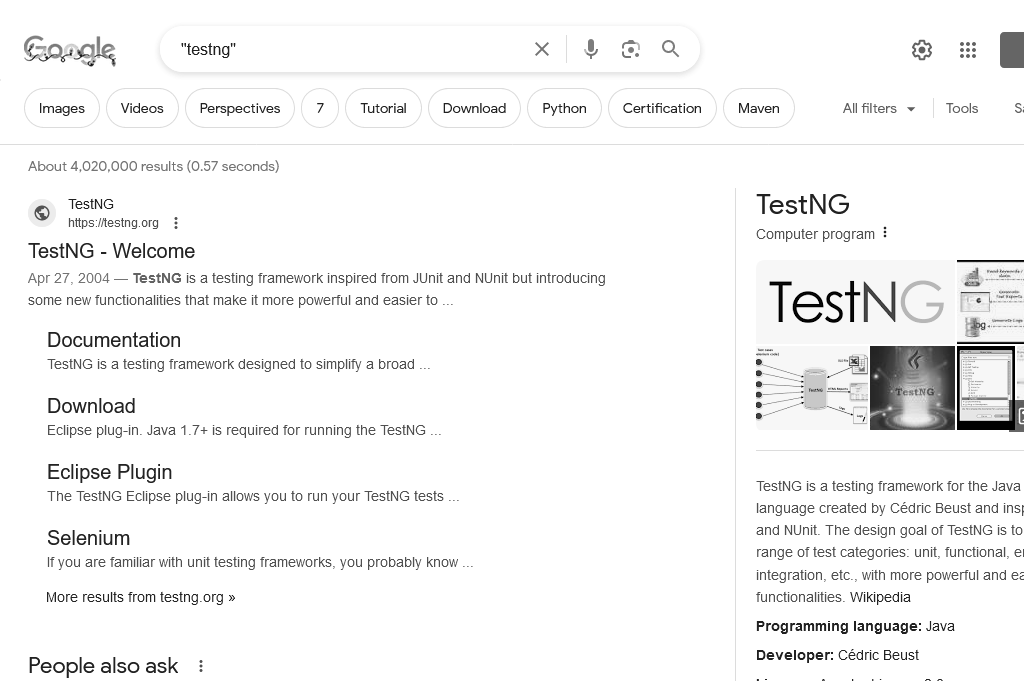 Google
"testng"
Images
Videos
Perspectives
7
Tutorial
Download
Python
Certification
Maven
All filters
Tools
About 4,020,000 results (0.57 seconds)
TestNG
https://testng.org
TestNG - Welcome
Apr 27, 2004 — TestNG is a testing framework inspired from JUnit and NUnit but introducing
some new functionalities that make it more powerful and easier to ...
Documentation
TestNG is a testing framework designed to simplify a broad ...
Download
Eclipse plug-in. Java 1.7+ is required for running the TestNG ...
Eclipse Plugin
The TestNG Eclipse plug-in allows you to run your TestNG tests ...
Selenium
If you are familiar with unit testing frameworks, you probably know ...
More results from testng.org »
People also ask
TestNG
Computer program
TestNG
TestNG
TestNG
TestNG is a testing framework for the Java
language created by Cédric Beust and
and NUnit. The design goal of TestNG is to
range of test categories: unit, functional,
integration, etc., with more powerful and
functionalities. Wikipedia
Programming language: Java
Developer: Cédric Beust